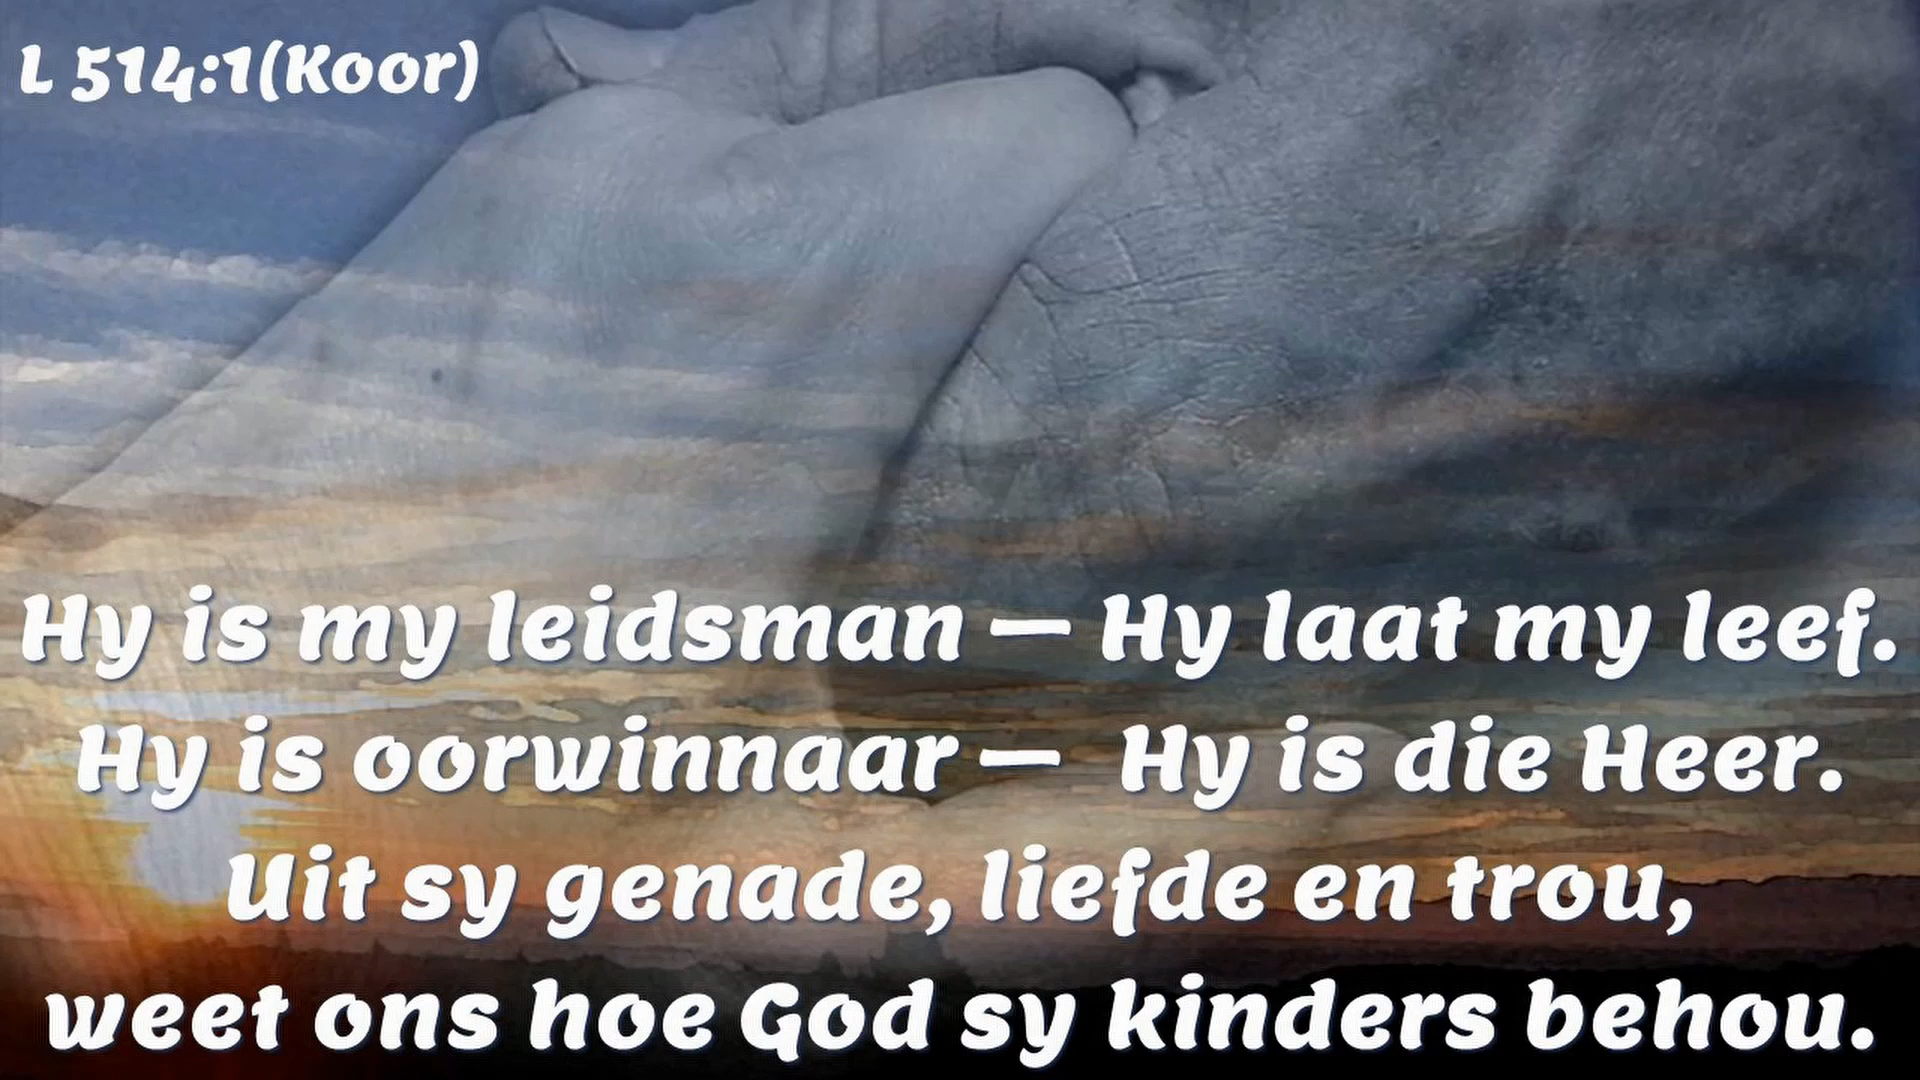 L 514:1(Koor)
Hy is my leidsman — Hy laat my leef.
Hy is oorwinnaar — Hy is die Heer.
Uit sy genade, liefde en trou,
weet ons hoe God sy kinders behou.